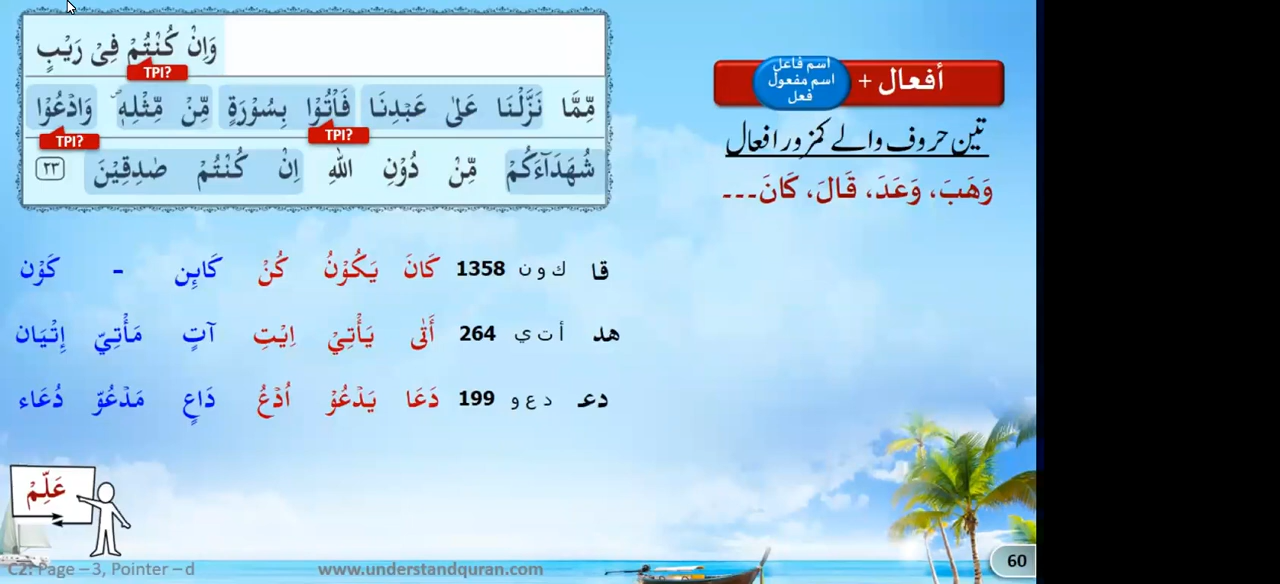 وَاِنْ كُنْتُمْ فِیْ رَیْبٍ
TPI?
مِّمَّا نَزَّلْنَا عَلٰی عَبْدِنَا فَاْتُوْا بِسُوْرَةٍ مِّنْ مِّثْلِهٖ ۪ وَادْعُوْا
TPI? TPI?
شُهَدَآءَكُمْ مِّنْ دُوْنِ اللّٰهِ اِنْ كُنْتُمْ صٰدِقِیْنَ ٢٣
أفعال + اسم فاعل اسم مفعول فعل
تین حروف والے کمزور افعال
وَهَبَ، وَعَدَ، قَالَ، كَانَ۔۔۔
قا ك و ن 1358 كَانَ يَكُوْنُ كُنْ كَائِن - كَوْن
هد أ ت ي 264 أَتٰى يَأْتِيْ اِيْتِ آتٍ مَأْتِيّ إِتْيَان
دعـ د ع و 199 دَعَا يَدْعُوْ اُدْعُ دَاعٍ مَدْعُوّ دُعَاء
عَلِّمْ
C2: Page – 3, Pointer – d
www.understandquran.com
60